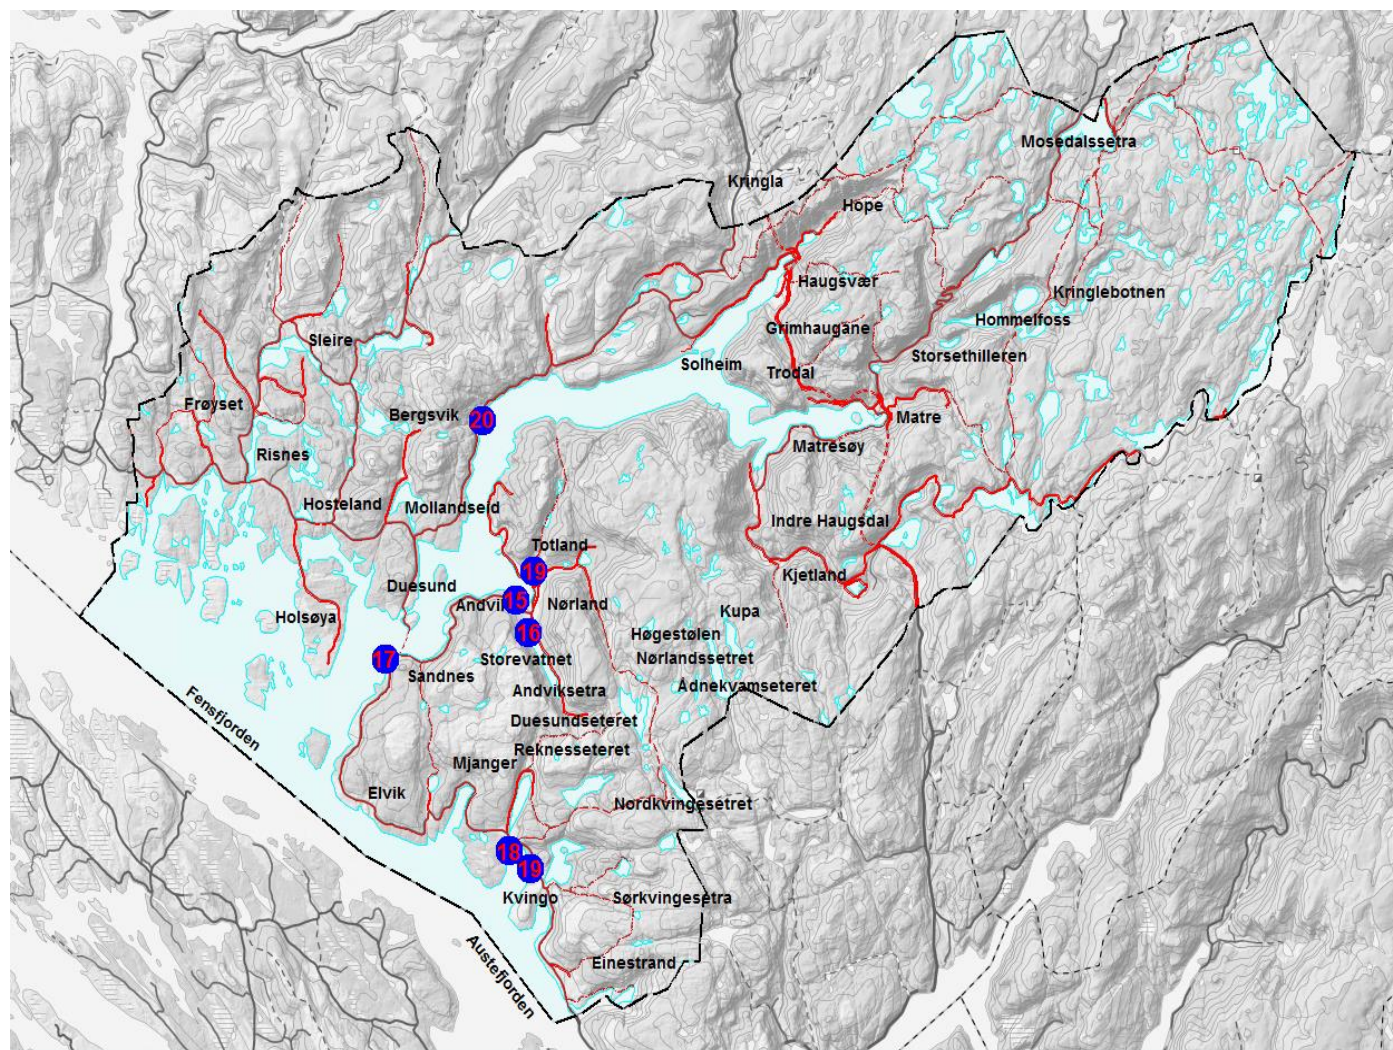 Mosedalssetra
Kringla
Hope
Haugsvær
Kringlebotnen
Hommelfoss
Grimhaugane
Sleire
Storsethilleren
Solheim
Trodal
Frøyset
Bergsvik
20
Matre
Matresøy
Risnes
Hosteland
Mollandseid
Indre Haugsdal
Totland
19
Kjetland
Duesund
15
Andvik
Nørland
Holsøya
Kupa
16
Høgestølen
17
Storevatnet
Nørlandssetret
Sandnes
Andviksetra
Ådnekvamseteret
Fensfjorden
Duesundseteret
Reknesseteret
Mjanger
Elvik
Nordkvingesetret
18
19
Kvingo
Sørkvingesetra
Einestrand
Austefjorden